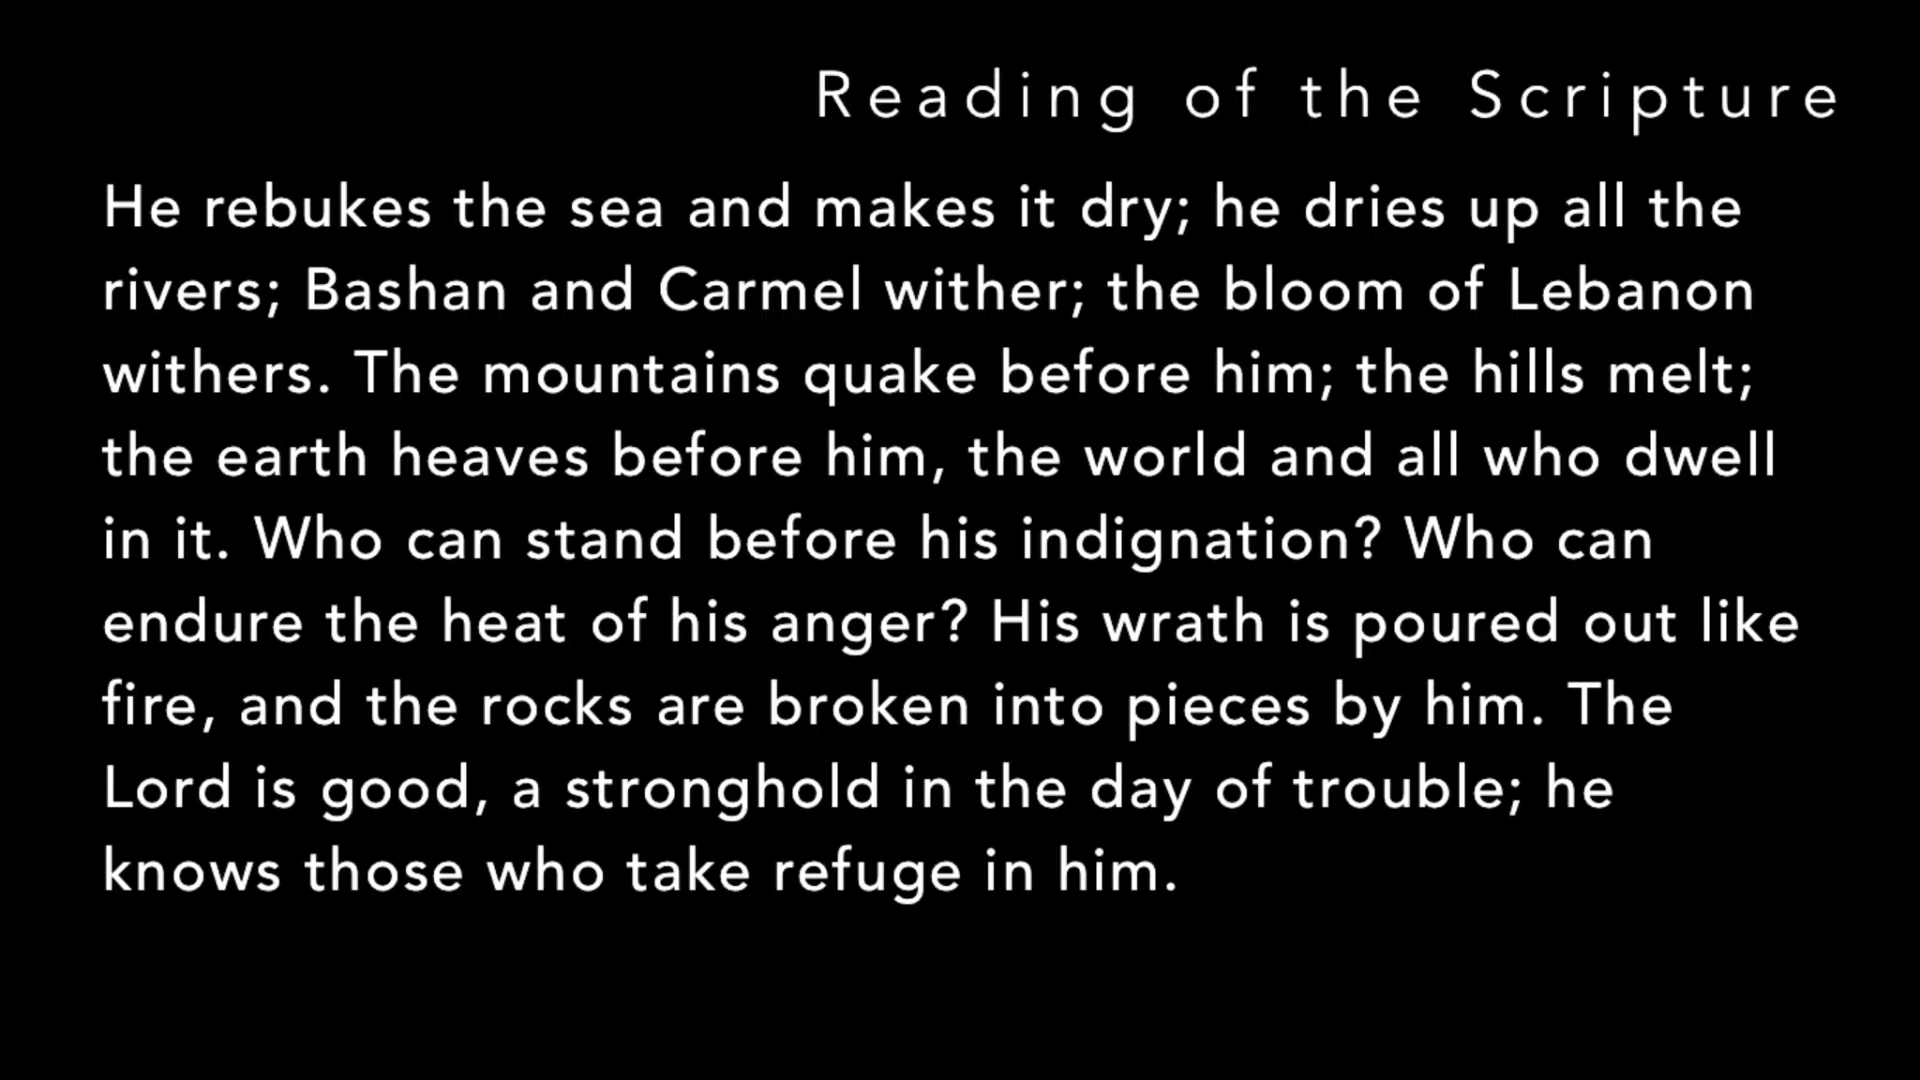 Reading of the Scripture
He rebukes the sea and makes it dry; he dries up all the
rivers; Bashan and Carmel wither; the bloom of Lebanon
withers. The mountains quake before him; the hills melt;
the earth heaves before him, the world and all who dwell
in it. Who can stand before his indignation? Who can
endure the heat of his anger? His wrath is poured out like
fire, and the rocks are broken into pieces by him. The
Lord is good, a stronghold in the day of trouble; he
knows those who take refuge in him.